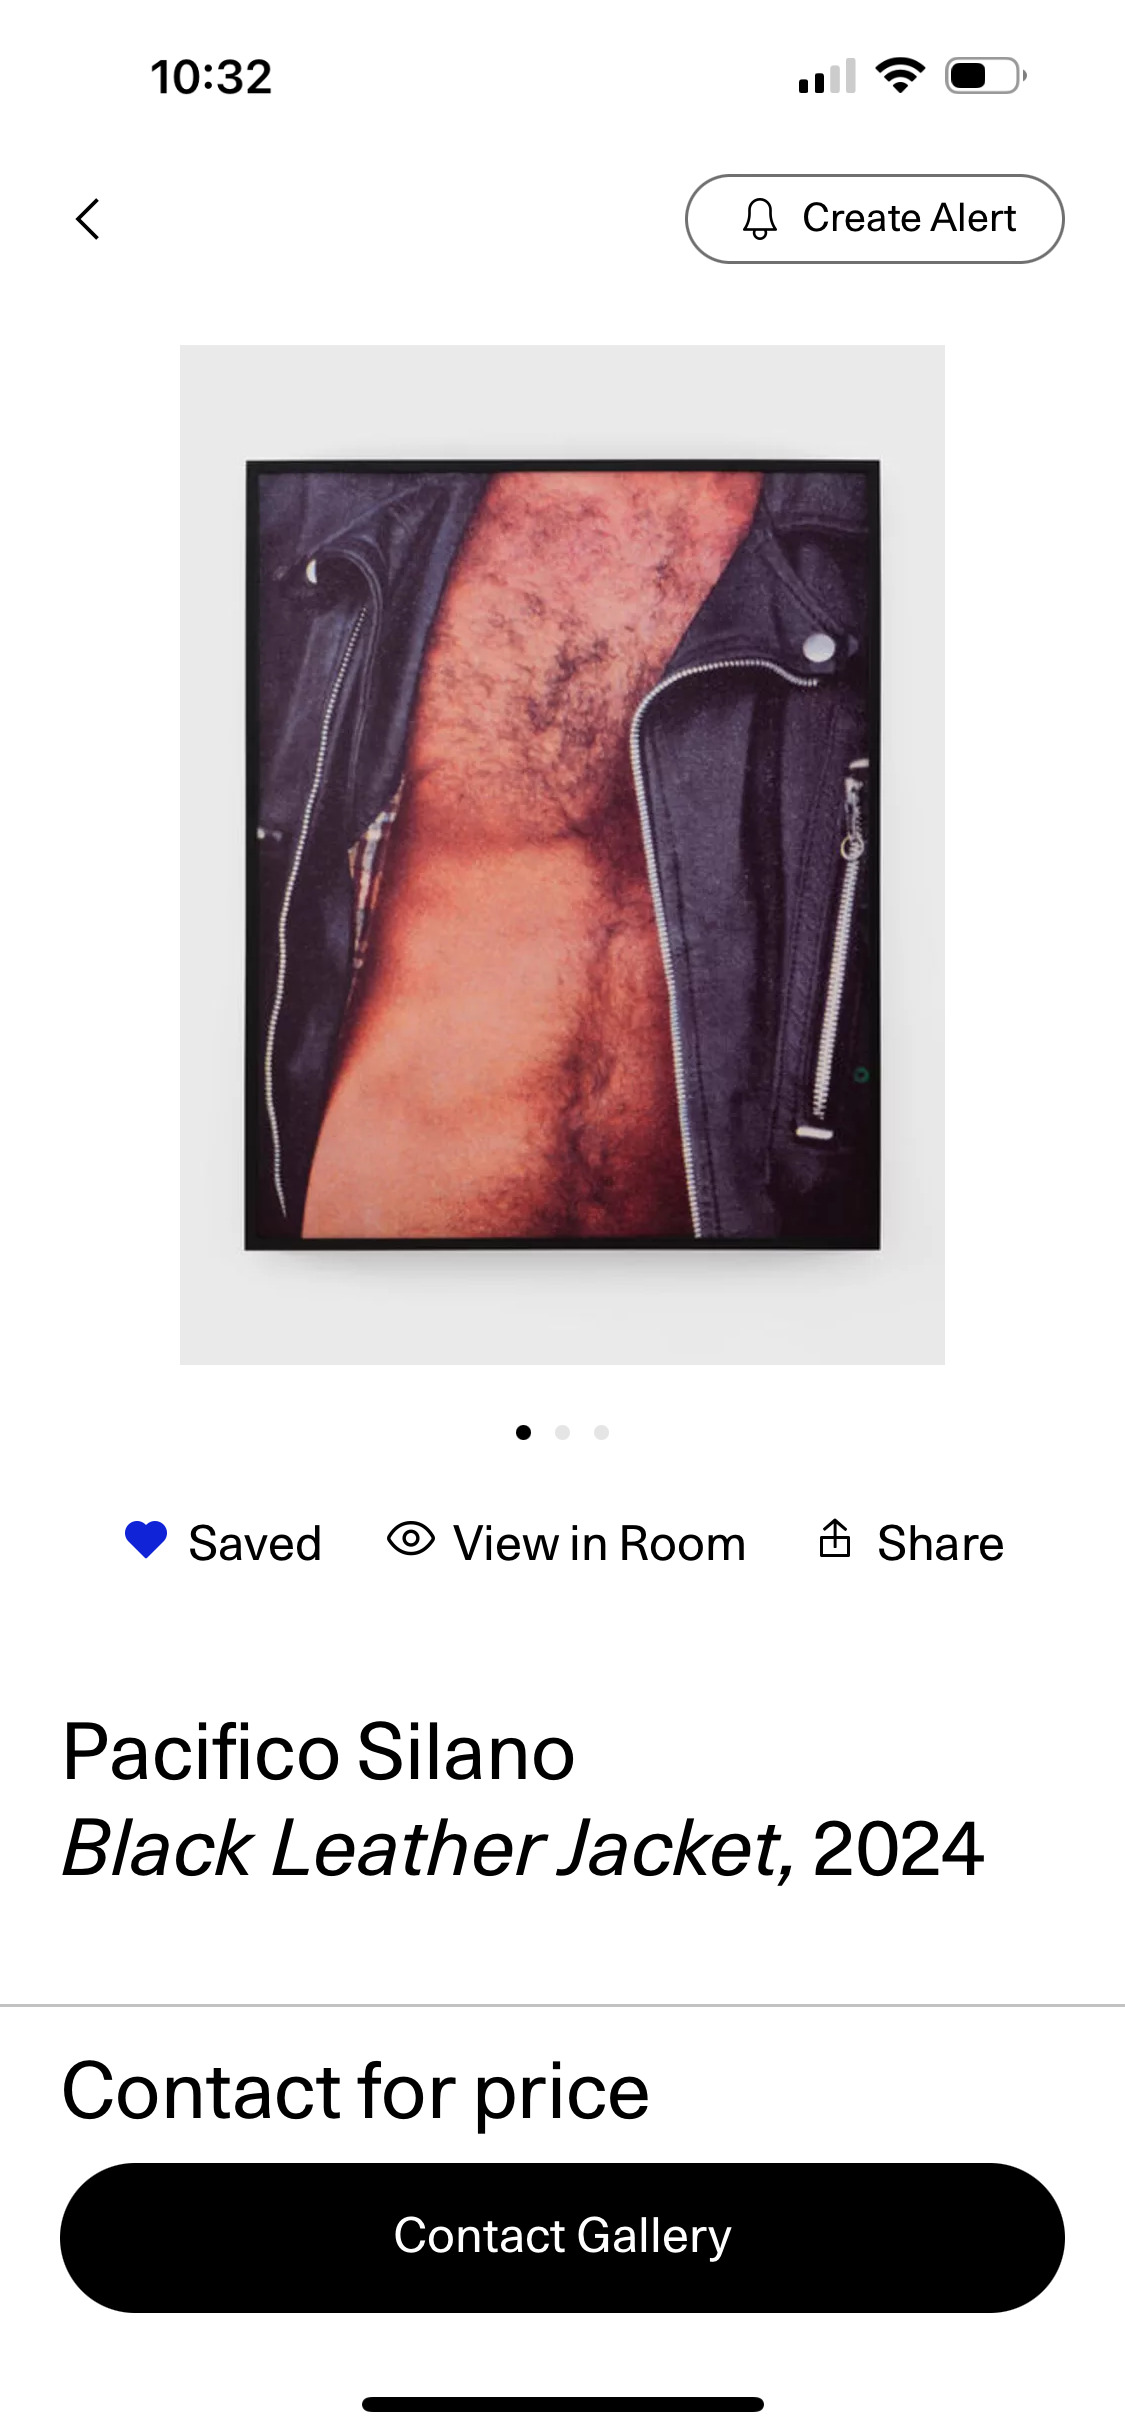 10:32
Create Alert
Saved
View in Room
Share
Pacifico Silano
Black Leather Jacket, 2024
Contact for price
Contact Gallery